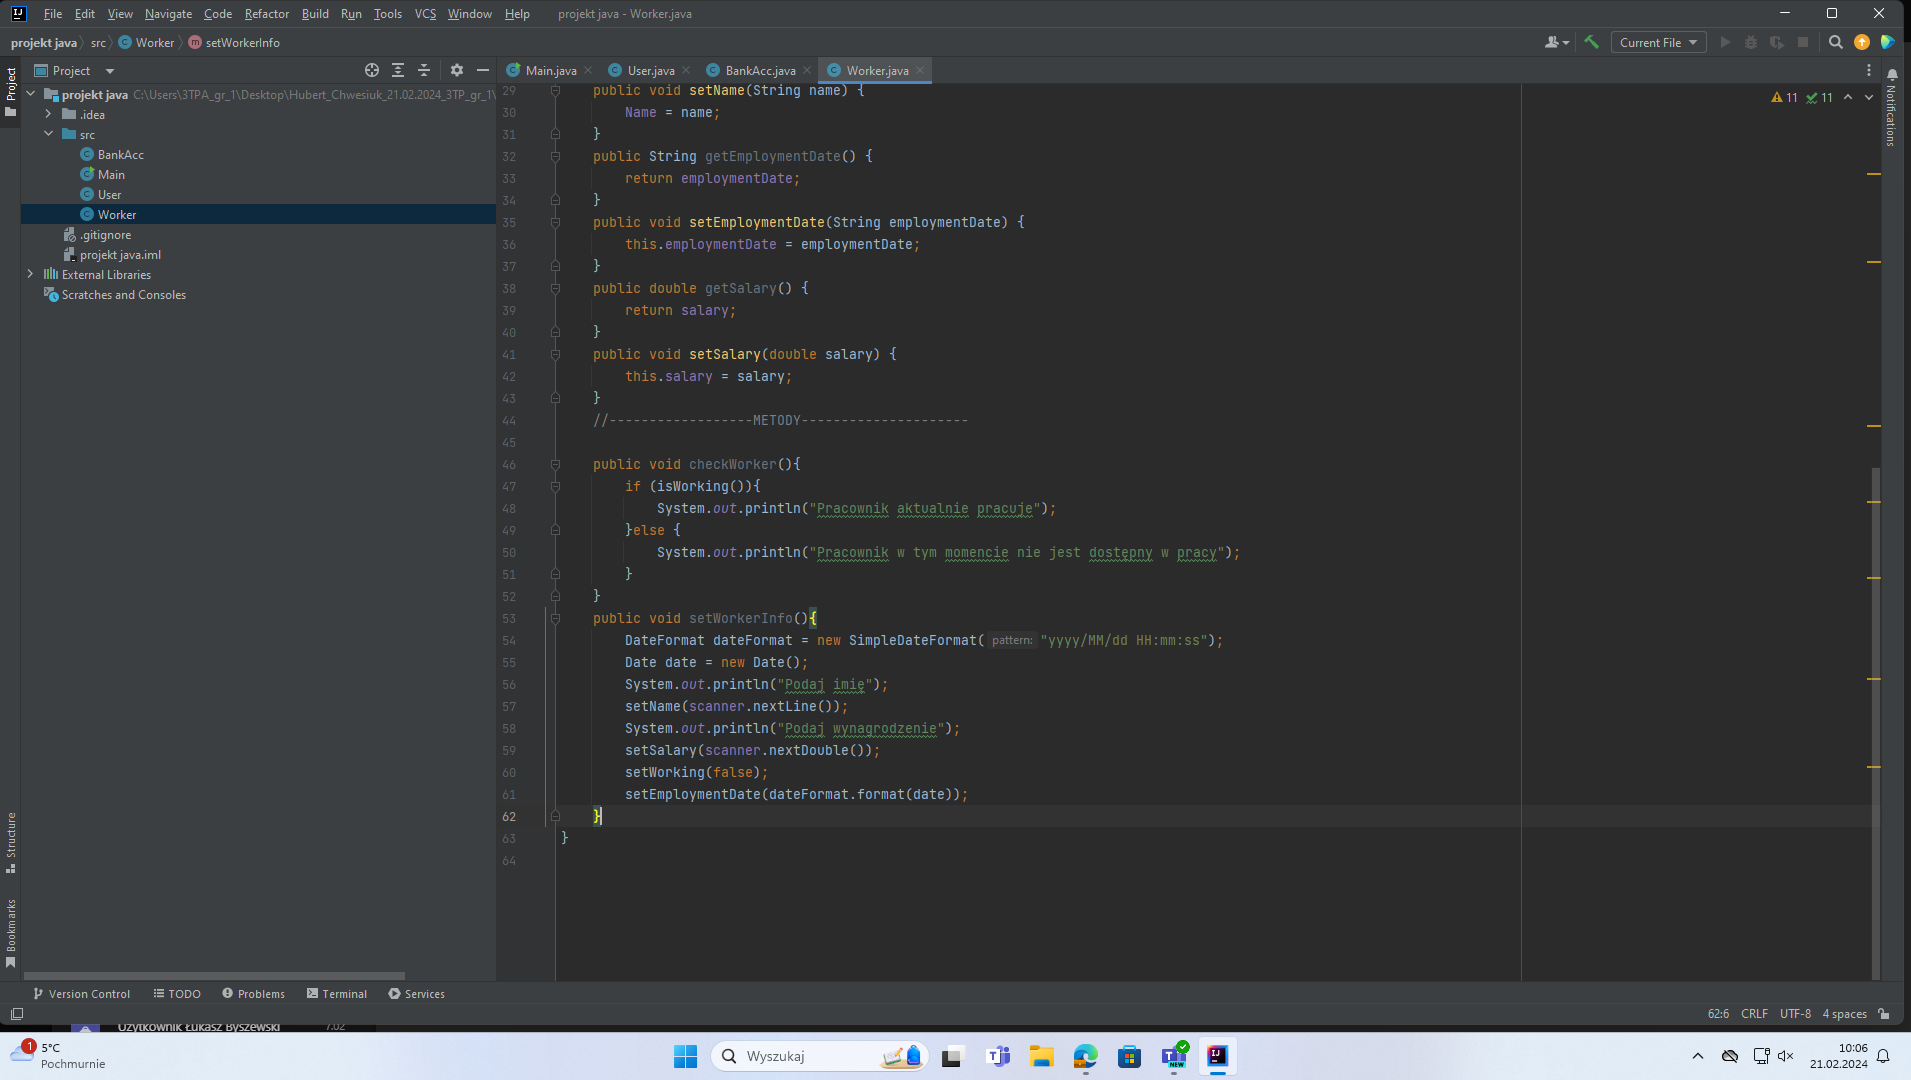 File Edit View Navigate Code Refactor Build Run Tools VCS Window Help projekt java - Worker.java
projekt java src Worker setWorkerInfo
Current File
Project
Main.java User.java BankAcc.java Worker.java
projekt java C:\Users\3TPA_gr_1\Desktop\Hubert_Chwesiuk_21.02.2024_3TP_gr_1\
.idea
src
BankAcc
Main
User
Worker
.gitignore
projekt java.iml
External Libraries
Scratches and Consoles
Project
Structure
Bookmarks
11 11
Notifications
29 public void setName(String name) {
30 Name = name;
31 }
32 public String getEmploymentDate() {
33 return employmentDate;
34 }
35 public void setEmploymentDate(String employmentDate) {
36 this.employmentDate = employmentDate;
37 }
38 public double getSalary() {
39 return salary;
40 }
41 public void setSalary(double salary) {
42 this.salary = salary;
43 }
44 //------------------METODY---------------------
45
46 public void checkWorker(){
47 if (isWorking()){
48 System.out.println("Pracownik aktualnie pracuje");
49 }else {
50 System.out.println("Pracownik w tym momencie nie jest dostępny w pracy");
51 }
52 }
53 public void setWorkerInfo(){
54 DateFormat dateFormat = new SimpleDateFormat( pattern: "yyyy/MM/dd HH:mm:ss");
55 Date date = new Date();
56 System.out.println("Podaj imię");
57 setName(scanner.nextLine());
58 System.out.println("Podaj wynagrodzenie");
59 setSalary(scanner.nextDouble());
60 setWorking(false);
61 setEmploymentDate(dateFormat.format(date));
62 }
63 }
64
Version Control TODO Problems Terminal Services
62:6 CRLF UTF-8 4 spaces
Użytkownik Łukasz Byszewski 7.02
1 5°C
Pochmurnie
Wyszukaj
NEW
10:06
21.02.2024